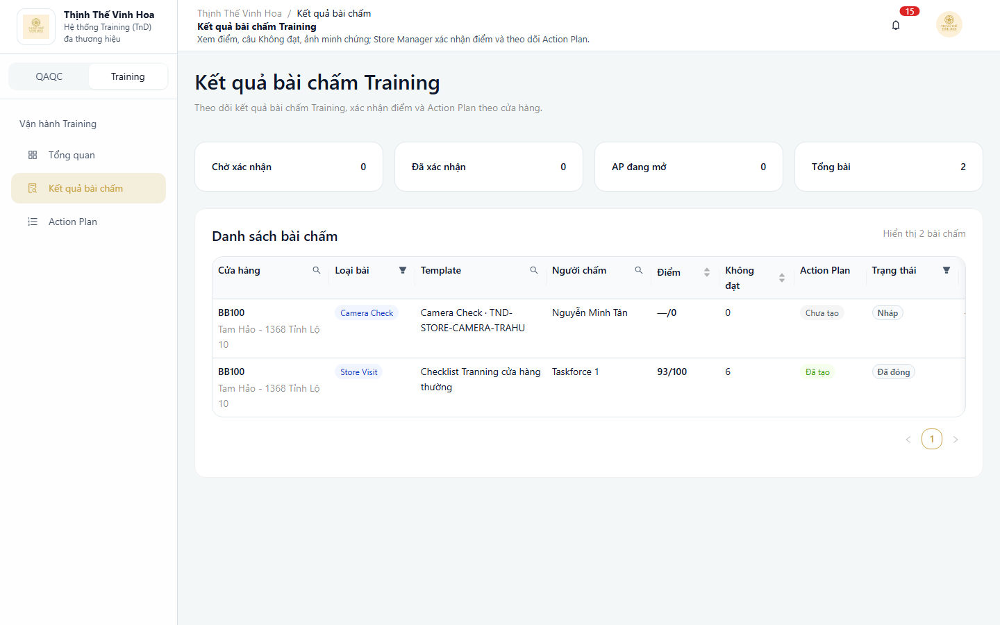 Thịnh Thế Vinh Hoa
Hệ thống Training (TnD)
đa thương hiệu
QAQC
Training
Vận hành Training
Tổng quan
Kết quả bài chấm
Action Plan
Thịnh Thế Vinh Hoa / Kết quả bài chấm
Kết quả bài chấm Training
Xem điểm, câu Không đạt, ảnh minh chứng; Store Manager xác nhận điểm và theo dõi Action Plan.
15
Kết quả bài chấm Training
Theo dõi kết quả bài chấm Training, xác nhận điểm và Action Plan theo cửa hàng.
Chờ xác nhận 0
Đã xác nhận 0
AP đang mở 0
Tổng bài 2
Danh sách bài chấm
Hiển thị 2 bài chấm
Cửa hàng Loại bài Template Người chấm Điểm Không đạt Action Plan Trạng thái
BB100 Camera Check Camera Check · TND- Nguyễn Minh Tân —/0 0 Chưa tạo Nháp
Tam Hảo - 1368 Tỉnh Lộ STORE-CAMERA-TRAHU
10
BB100 Store Visit Checklist Tranning cửa hàng Taskforce 1 93/100 6 Đã tạo Đã đóng
Tam Hảo - 1368 Tỉnh Lộ thường
10
< 1 >